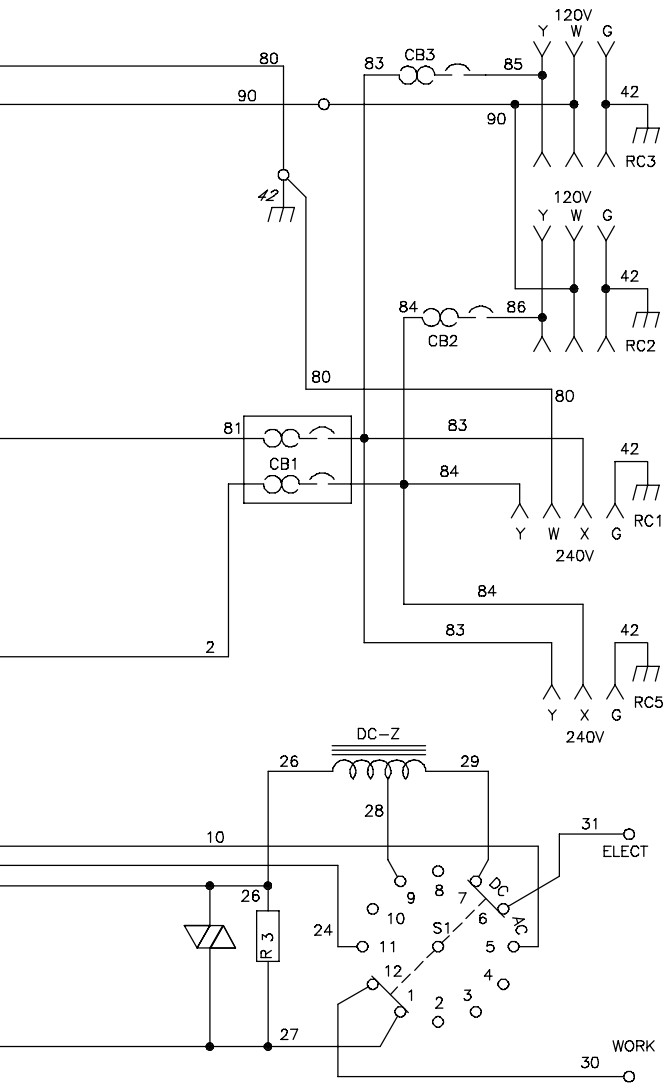 120V
Y W G
80
83 CB3 85
90
42
90
RC3
42
120V
Y W G
42
84 86
CB2
RC2
80
80
81
83
42
CB1
84
RC1
Y W X G
240V
84
2
83
42
RC5
Y X G
240V
DC-Z
26 29
28
31
10
ELECT
8
DC
9 7
26
10
6
AC
24
S1
R 3
11 5
12
4
1 2 3
27
WORK
30